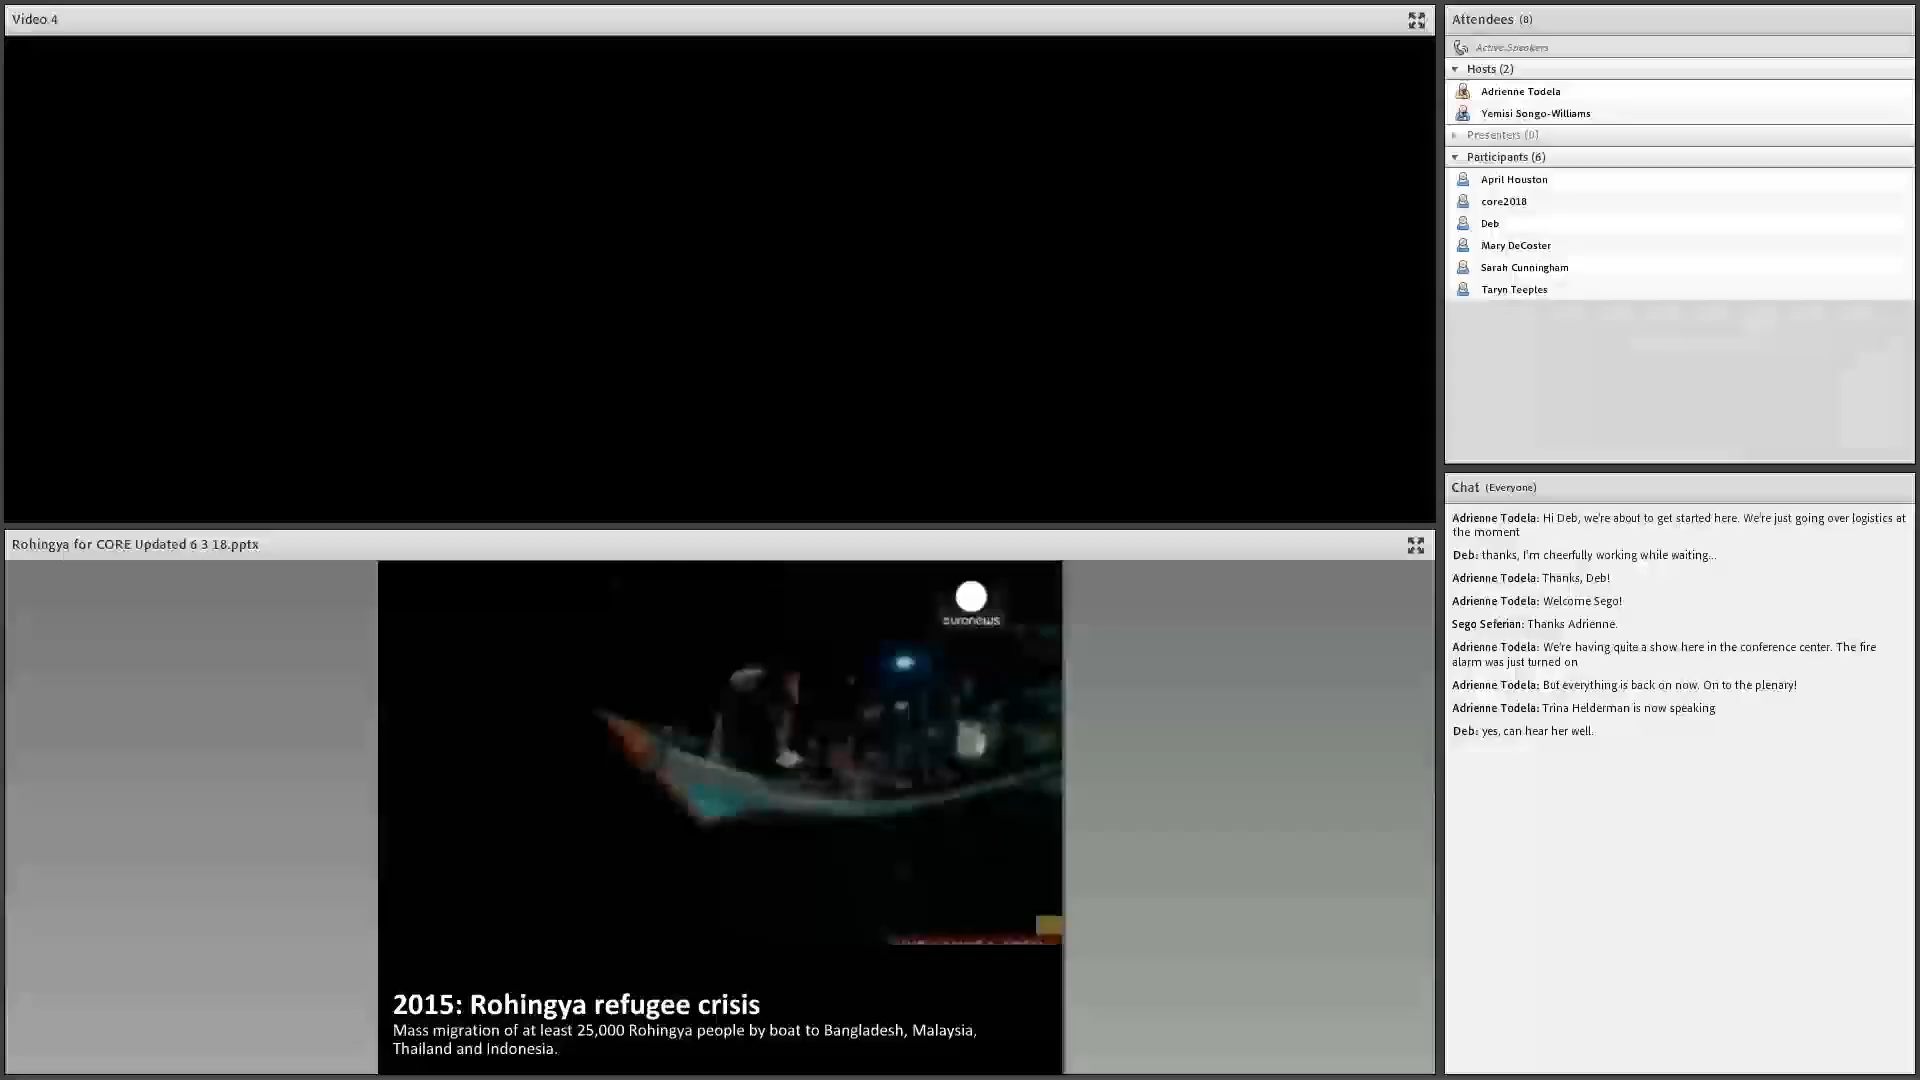 Video 4
Attendees (8)
Active Speakers
Hosts (2)
Adrienne Todela
Yemisi Songo-Williams
Presenters (0)
Participants (6)
April Houston
core2018
Deb
Mary DeCoster
Sarah Cunningham
Taryn Teeples
Chat (Everyone)
Adrienne Todela: Hi Deb, we're about to get started here. We're just going over logistics at
the moment
Deb: thanks, I'm cheerfully working while waiting...
Adrienne Todela: Thanks, Deb!
Adrienne Todela: Welcome Sego!
Sego Seferian: Thanks Adrienne.
Adrienne Todela: We're having quite a show here in the conference center. The fire
alarm was just turned on
Adrienne Todela: But everything is back on now. On to the plenary!
Adrienne Todela: Trina Helderman is now speaking
Deb: yes, can hear her well.
Rohingya for CORE Updated 6 3 18.pptx
euronews
2015: Rohingya refugee crisis
Mass migration of at least 25,000 Rohingya people by boat to Bangladesh, Malaysia,
Thailand and Indonesia.